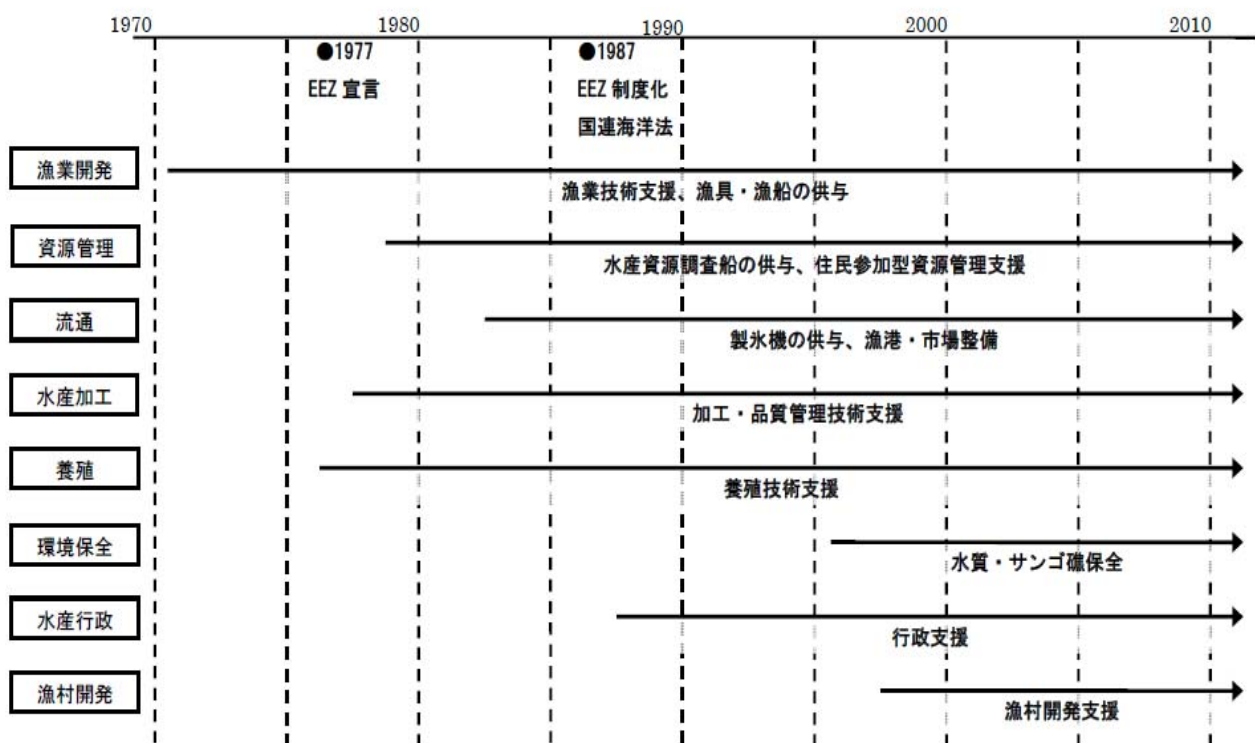 1970 1980 1990 2000 2010
●1977 ●1987
EEZ 宣言 EEZ 制度化
国連海洋法
漁業開発
漁業技術支援、漁具・漁船の供与
資源管理
水産資源調査船の供与、住民参加型資源管理支援
流通
製氷機の供与、漁港・市場整備
水産加工
加工・品質管理技術支援
養殖
養殖技術支援
環境保全
水質・サンゴ礁保全
水産行政
行政支援
漁村開発
漁村開発支援